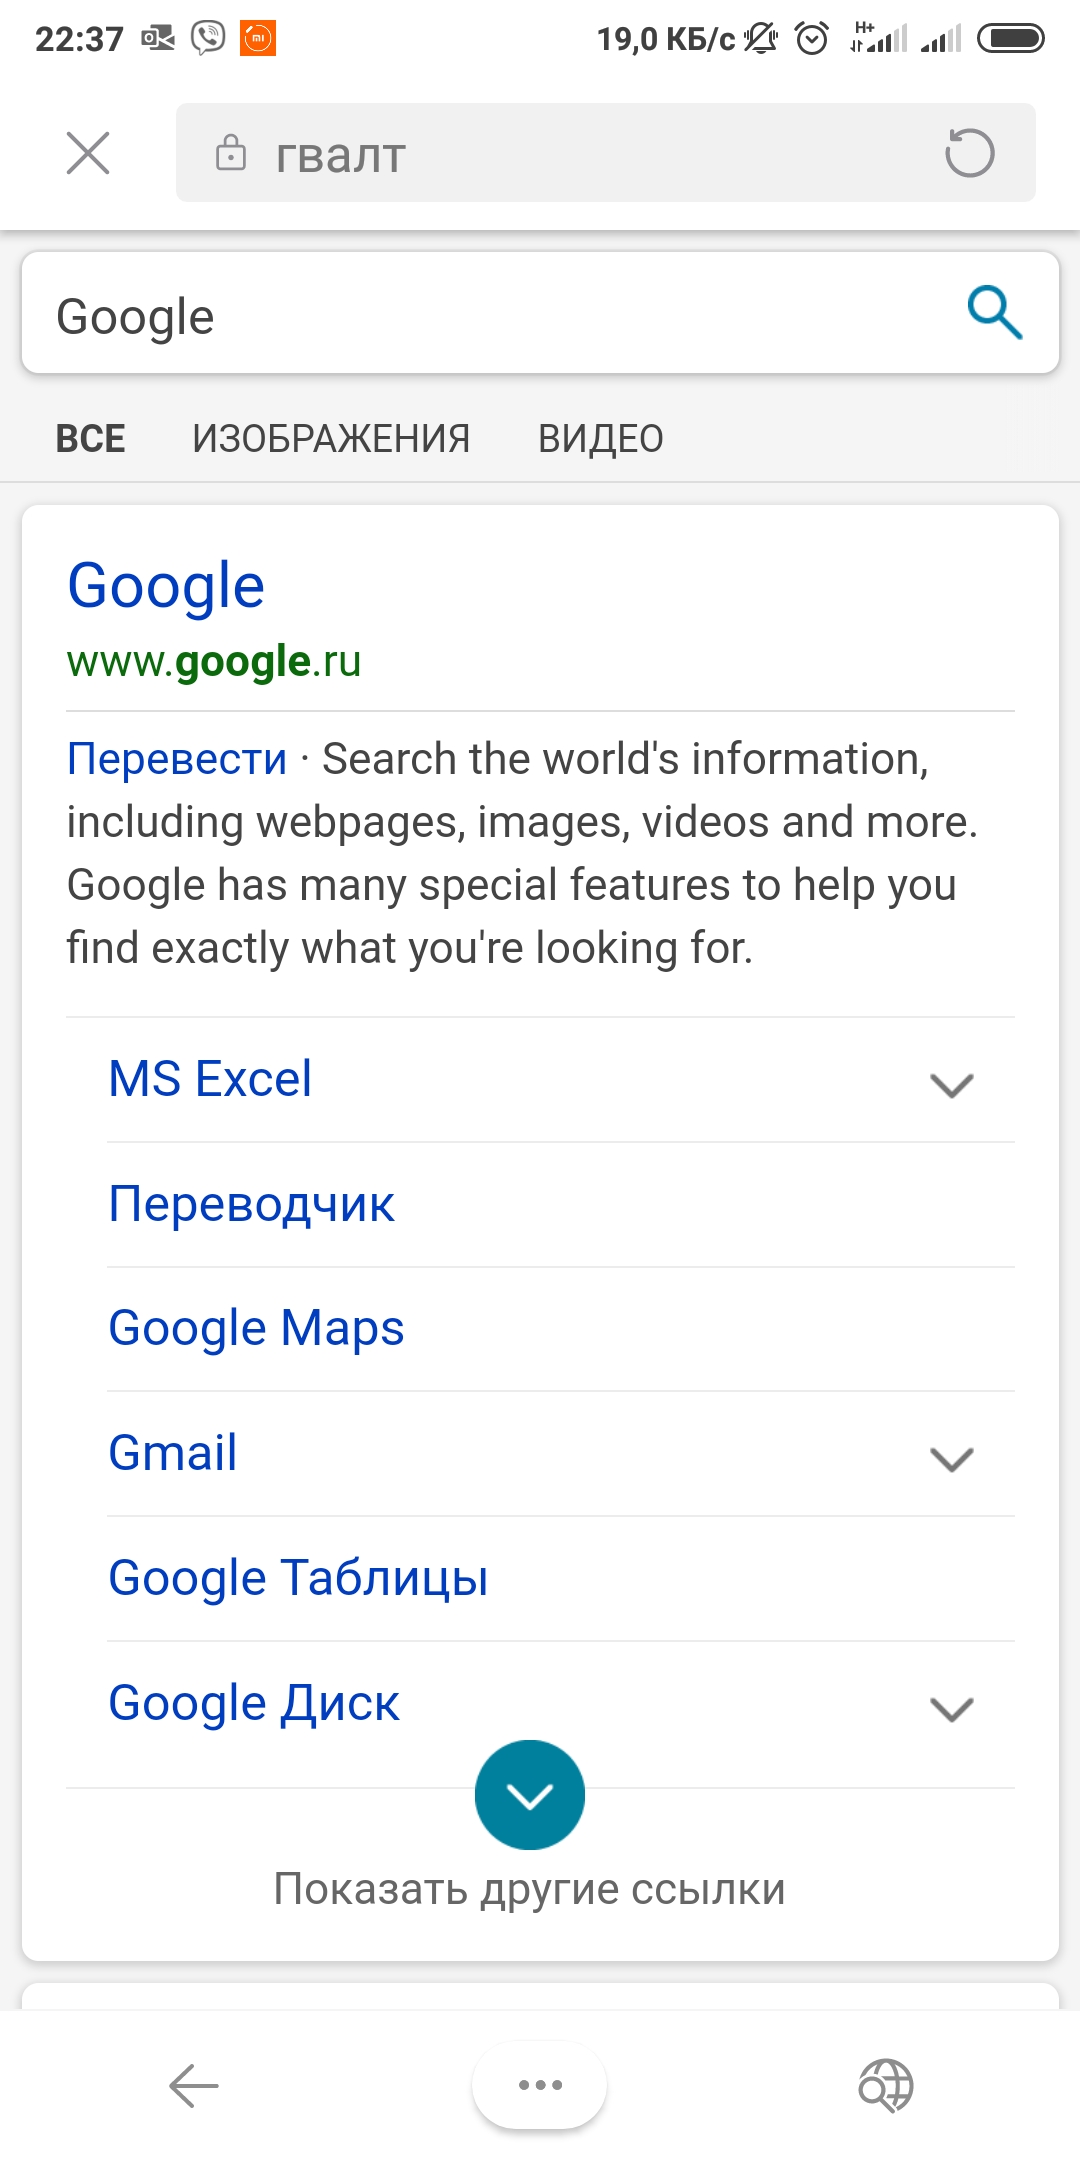 22:37
19,0 КБ/с
H+
гвалт
Google
ВСЕ ИЗОБРАЖЕНИЯ ВИДЕО
Google
www.google.ru
Перевести · Search the world's information,
including webpages, images, videos and more.
Google has many special features to help you
find exactly what you're looking for.
MS Excel
Переводчик
Google Maps
Gmail
Google Таблицы
Google Диск
Показать другие ссылки